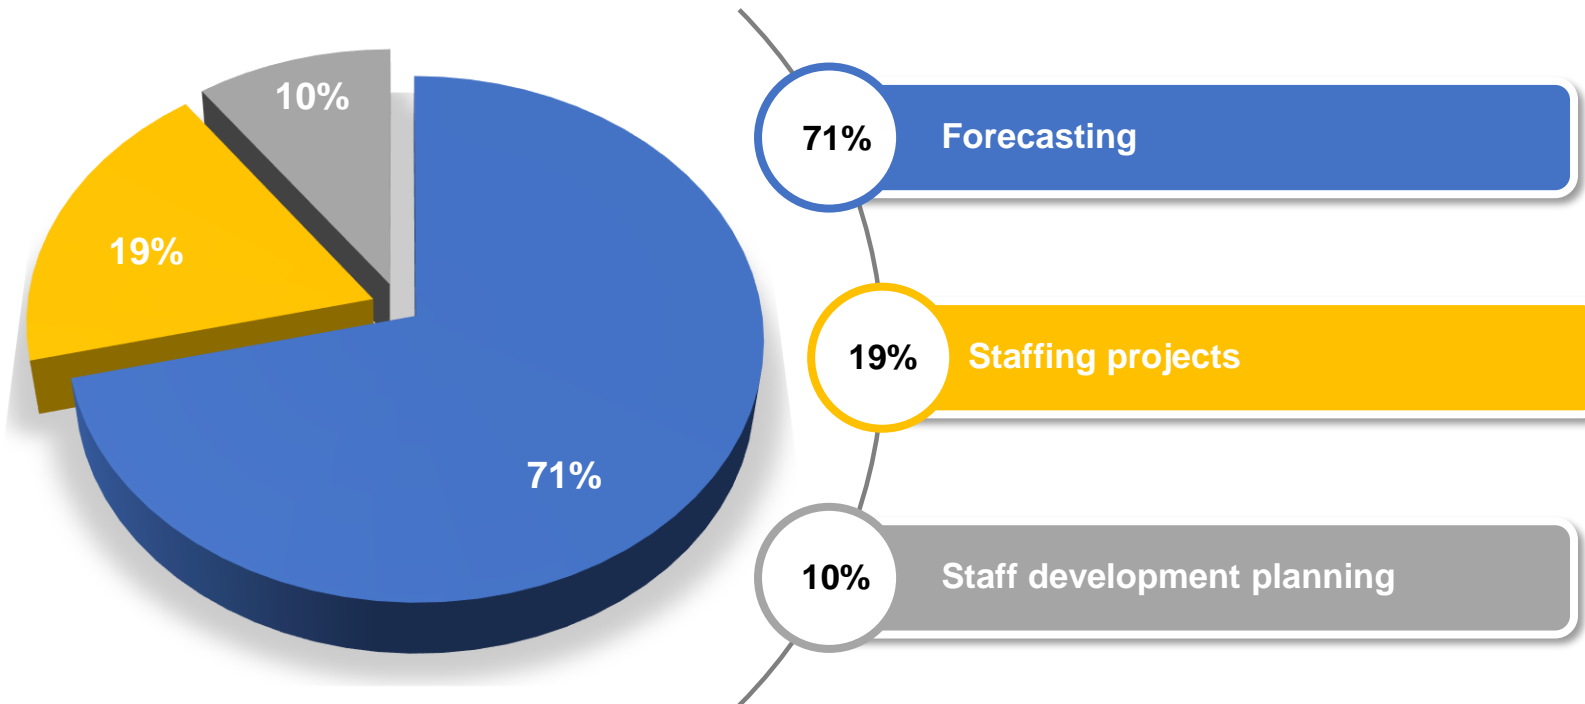 10%
19%
71%
71% Forecasting
19% Staffing projects
10% Staff development planning